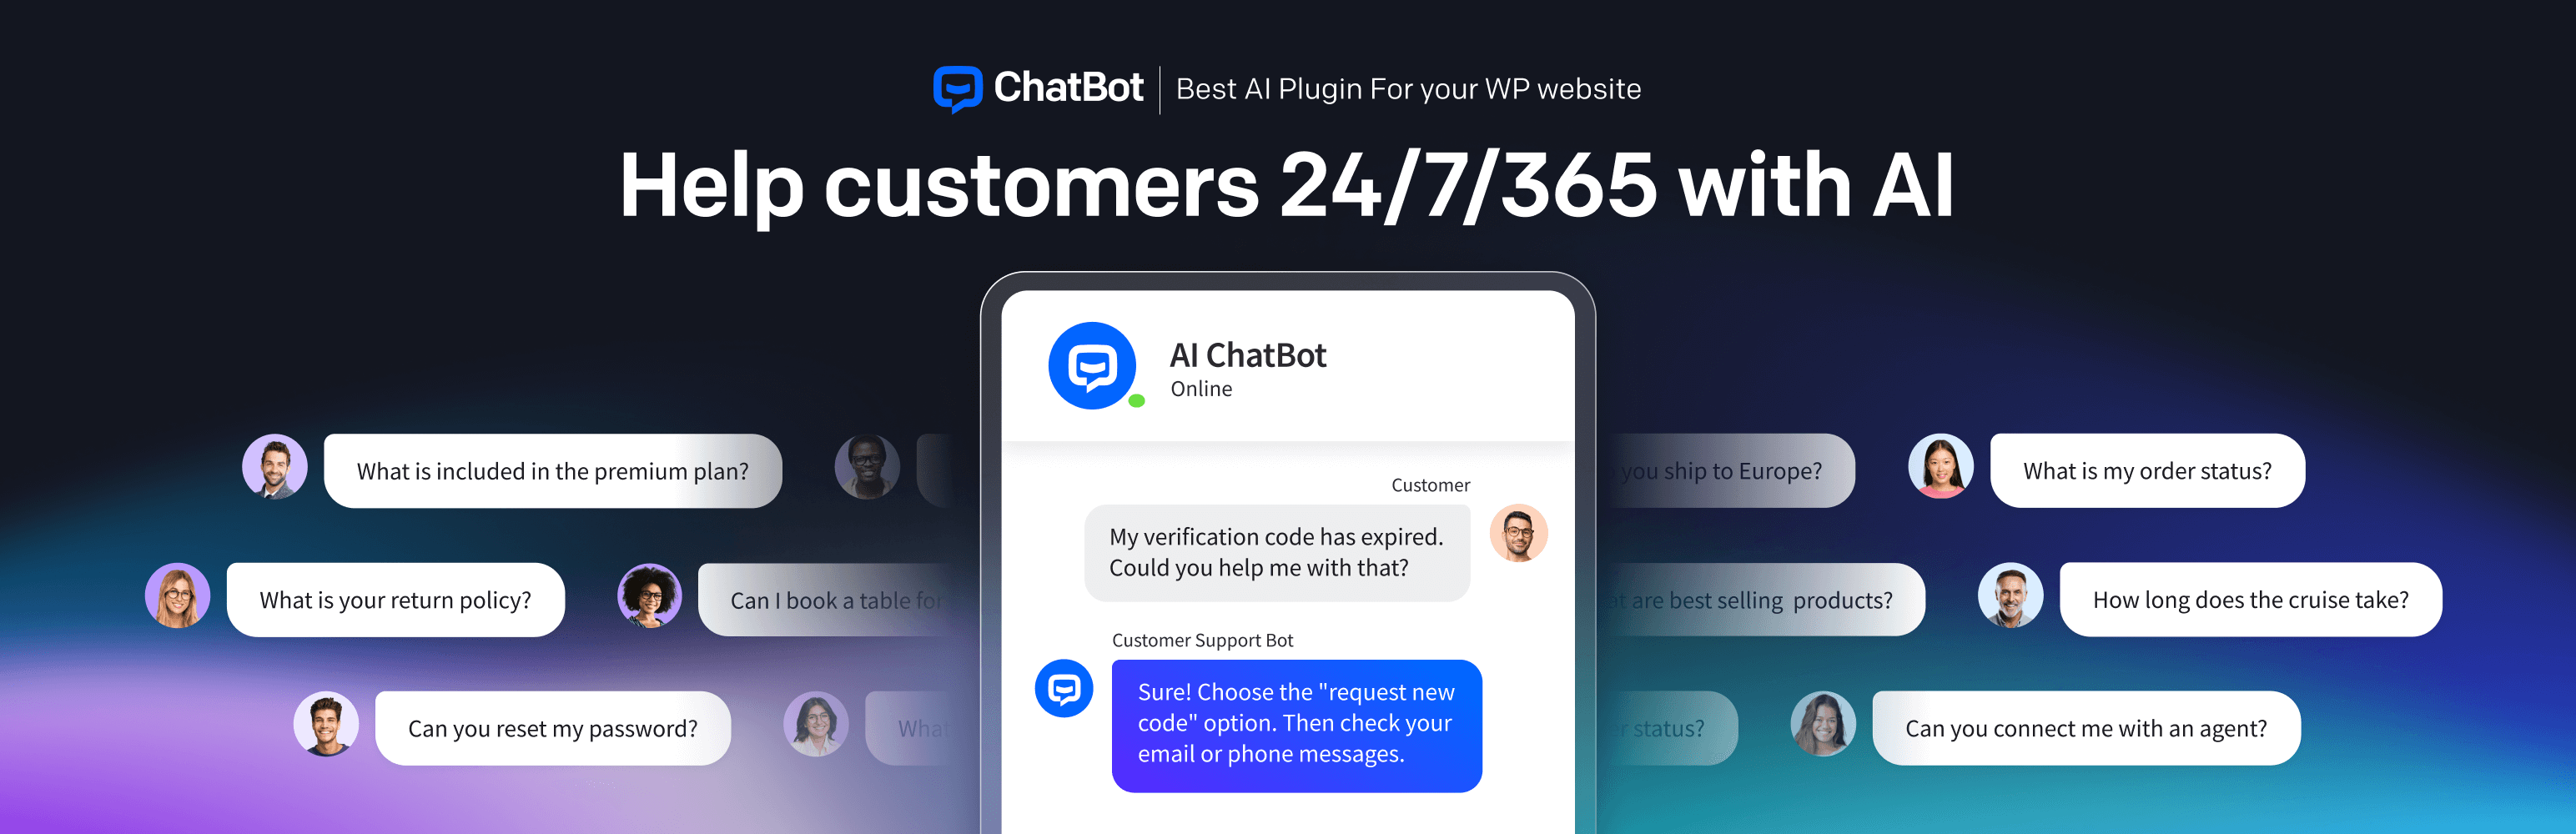 ChatBot
Best AI Plugin For your WP website
Help customers 24/7/365 with AI
AI ChatBot
Online
What is included in the premium plan?
you ship to Europe?
What is my order status?
Customer
My verification code has expired.
Could you help me with that?
What is your return policy?
Can I book a table for
are best selling products?
How long does the cruise take?
Customer Support Bot
Sure! Choose the "request new
code" option. Then check your
email or phone messages.
Can you reset my password?
What
status?
Can you connect me with an agent?